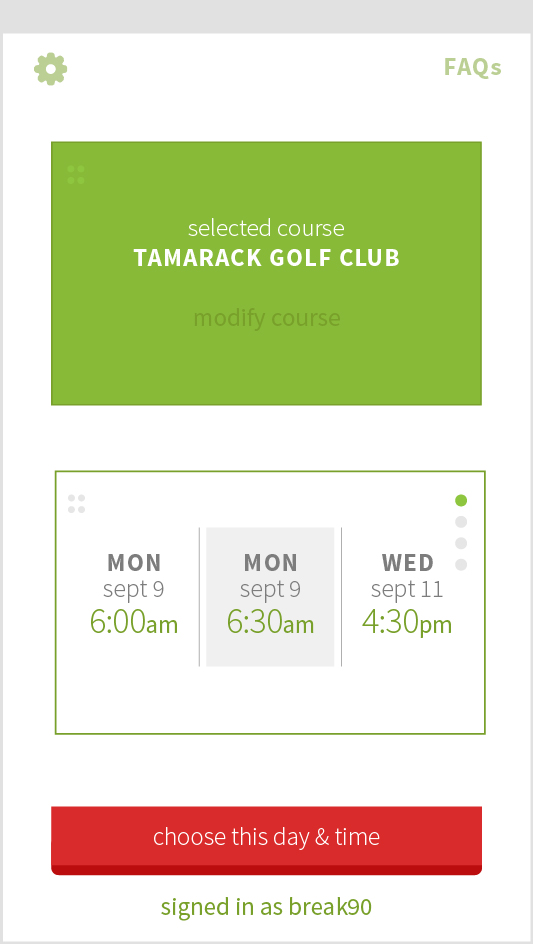 FAQs
selected course
TAMARACK GOLF CLUB
modify course
MON MON WED
sept 9 sept 9 sept 11
6:00am 6:30am 4:30pm
choose this day & time
signed in as break90